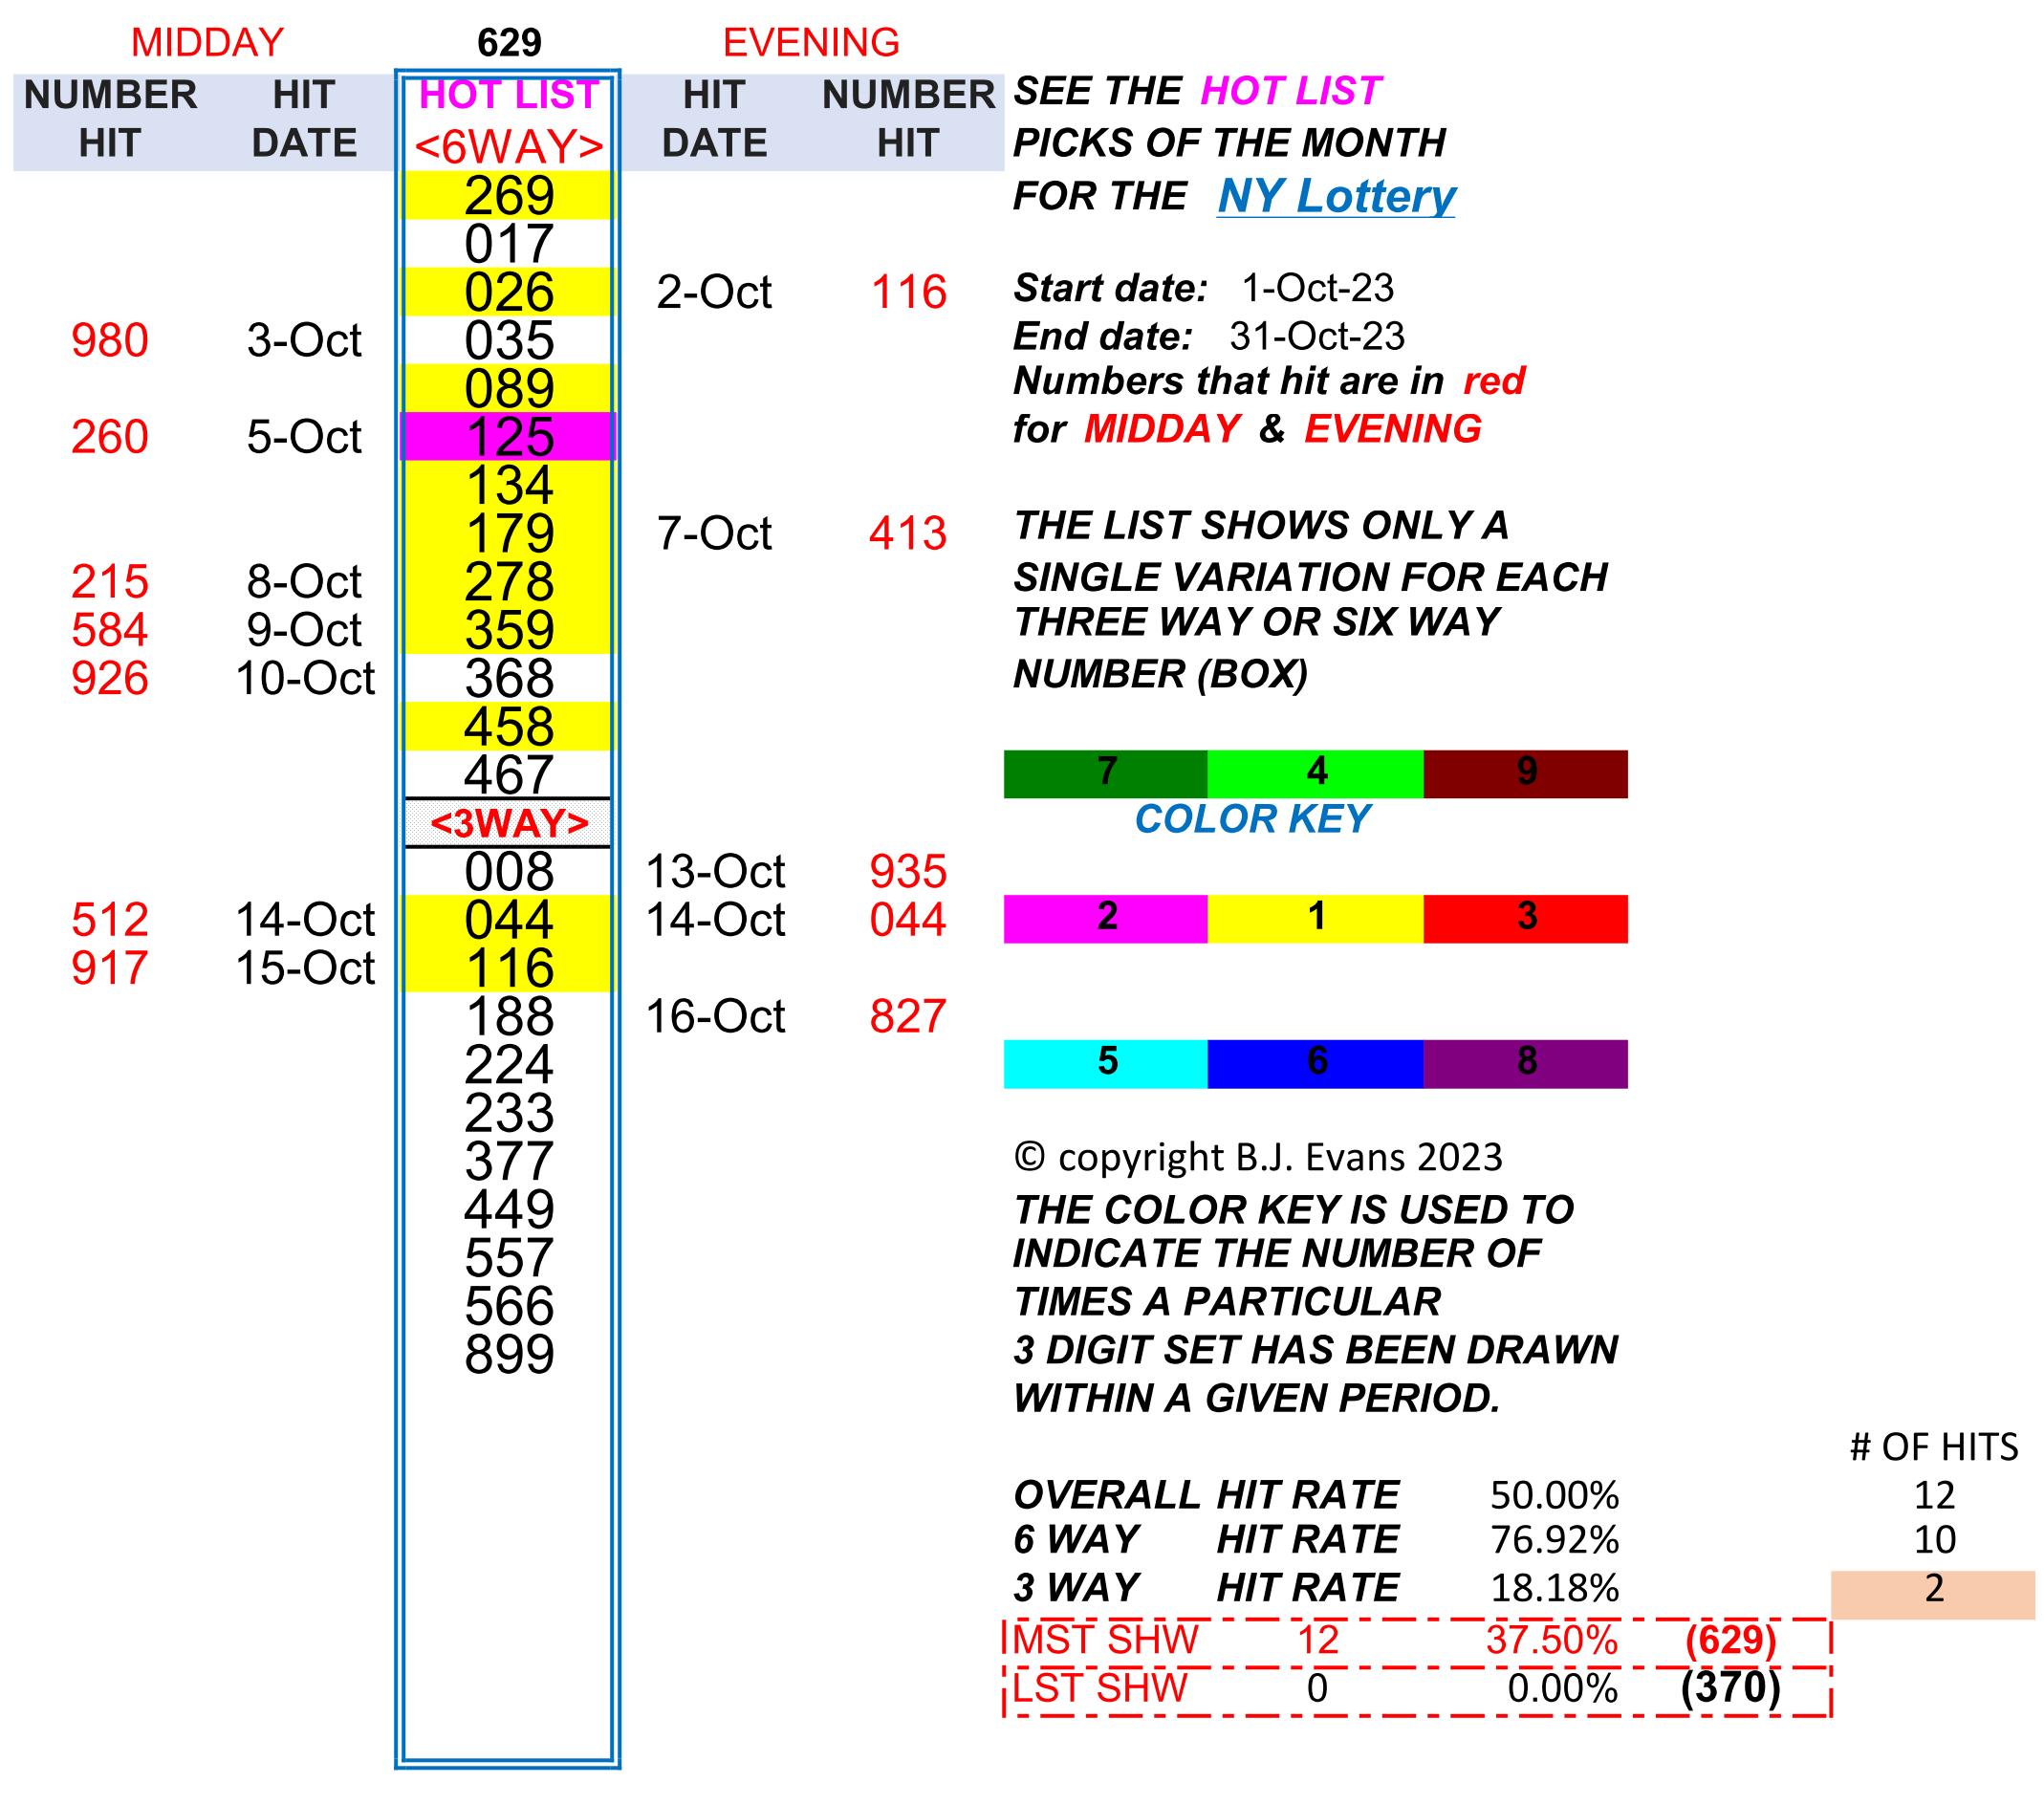 MIDDAY 629 EVENING
NUMBER HIT HOT LIST HIT NUMBER SEE THE HOT LIST
HIT DATE <6WAY> DATE HIT PICKS OF THE MONTH
269 FOR THE NY Lottery
017
026 2-Oct 116 Start date: 1-Oct-23
980 3-Oct 035 End date: 31-Oct-23
089 Numbers that hit are in red
260 5-Oct 125 for MIDDAY & EVENING
134
179 7-Oct 413 THE LIST SHOWS ONLY A
215 8-Oct 278 SINGLE VARIATION FOR EACH
584 9-Oct 359 THREE WAY OR SIX WAY
926 10-Oct 368 NUMBER (BOX)
458
467 7 4 9
<3WAY> COLOR KEY
008 13-Oct 935
512 14-Oct 044 14-Oct 044 2 1 3
917 15-Oct 116
188 16-Oct 827
224 5 6 8
233
377 © copyright B.J. Evans 2023
449 THE COLOR KEY IS USED TO
557 INDICATE THE NUMBER OF
566 TIMES A PARTICULAR
899 3 DIGIT SET HAS BEEN DRAWN
WITHIN A GIVEN PERIOD.
# OF HITS
OVERALL HIT RATE 50.00% 12
6 WAY HIT RATE 76.92% 10
3 WAY HIT RATE 18.18% 2
MST SHW 12 37.50% (629)
LST SHW 0 0.00% (370)